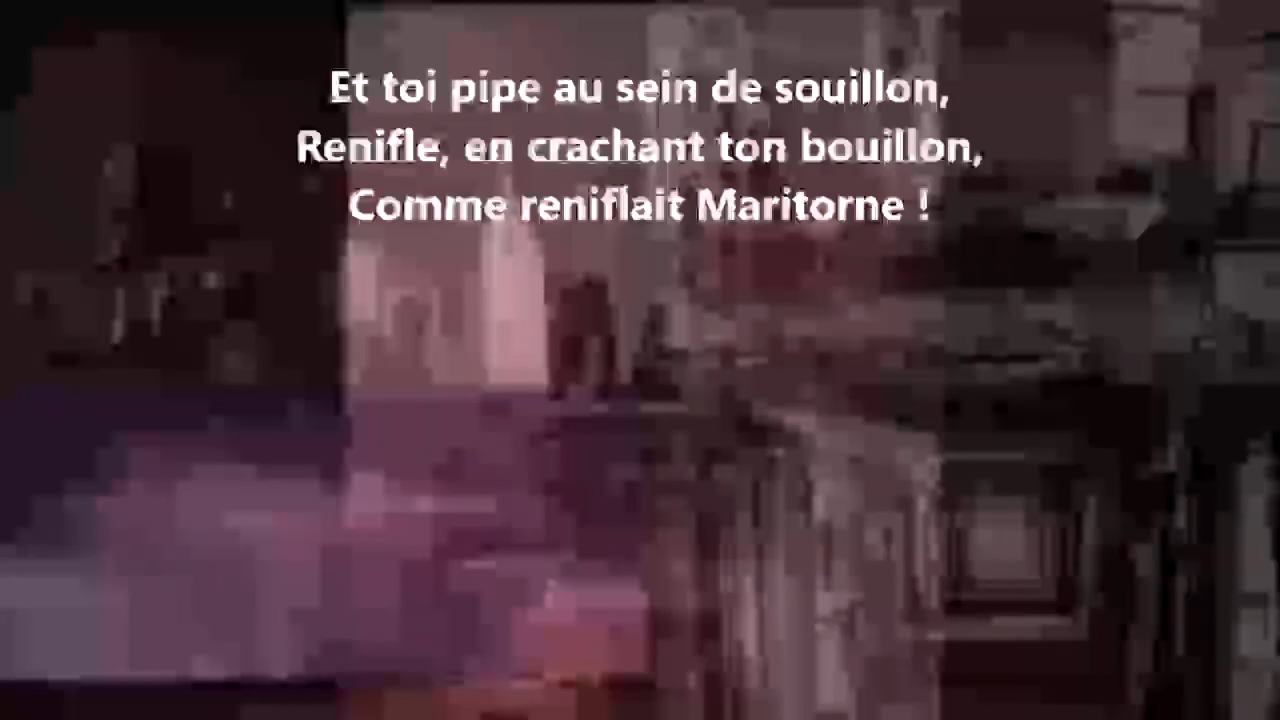 Et toi pipe au sein de souillon,
Renifle, en crachant ton bouillon,
Comme reniflait Maritorne !